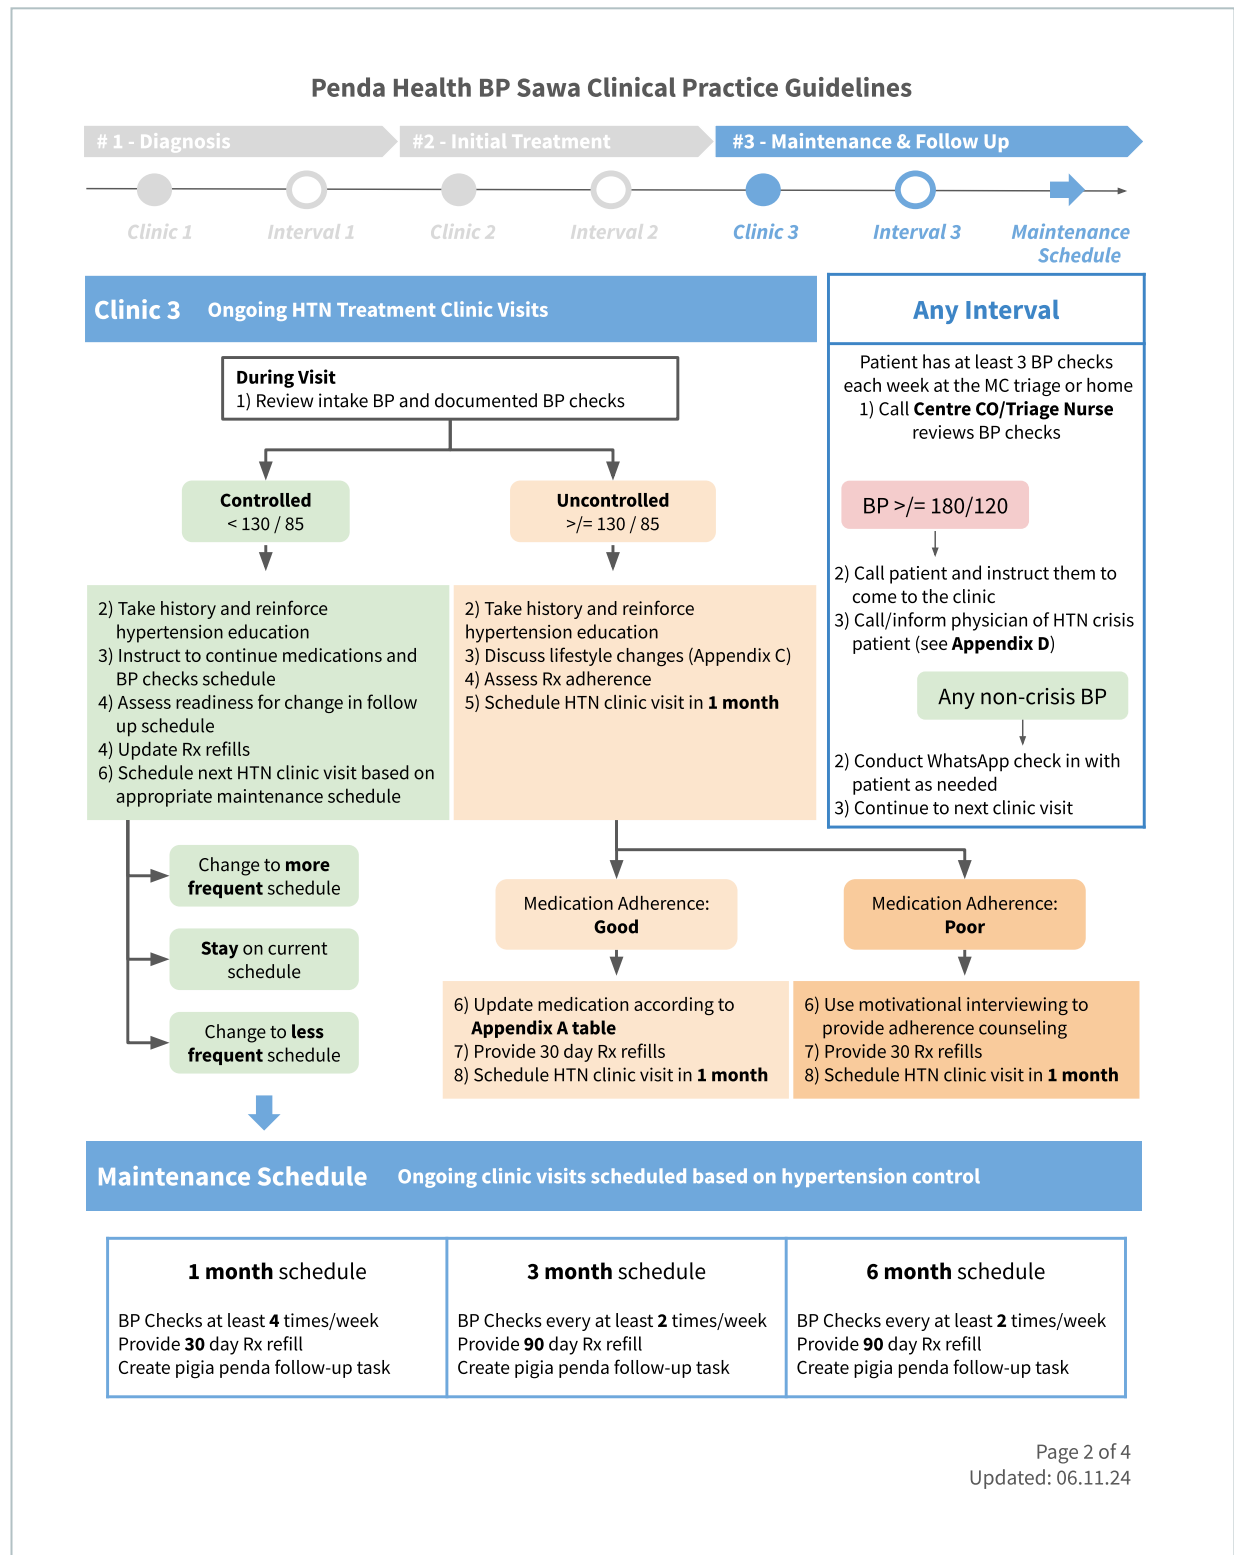 Penda Health BP Sawa Clinical Practice Guidelines
# 1 - Diagnosis
#2 - Initial Treatment
#3 - Maintenance & Follow Up
Clinic 1
Interval 1
Clinic 2
Interval 2
Clinic 3
Interval 3
Maintenance
Schedule
Clinic 3 Ongoing HTN Treatment Clinic Visits
During Visit
1) Review intake BP and documented BP checks
Controlled
< 130 / 85
Uncontrolled
>/= 130 / 85
2) Take history and reinforce
hypertension education
3) Instruct to continue medications and
BP checks schedule
4) Assess readiness for change in follow
up schedule
4) Update Rx refills
6) Schedule next HTN clinic visit based on
appropriate maintenance schedule
2) Take history and reinforce
hypertension education
3) Discuss lifestyle changes (Appendix C)
4) Assess Rx adherence
5) Schedule HTN clinic visit in 1 month
Any Interval
Patient has at least 3 BP checks
each week at the MC triage or home
1) Call Centre CO/Triage Nurse
reviews BP checks
BP >/= 180/120
2) Call patient and instruct them to
come to the clinic
3) Call/inform physician of HTN crisis
patient (see Appendix D)
Any non-crisis BP
2) Conduct WhatsApp check in with
patient as needed
3) Continue to next clinic visit
Change to more
frequent schedule
Stay on current
schedule
Change to less
frequent schedule
Medication Adherence:
Good
6) Update medication according to
Appendix A table
7) Provide 30 day Rx refills
8) Schedule HTN clinic visit in 1 month
Medication Adherence:
Poor
6) Use motivational interviewing to
provide adherence counseling
7) Provide 30 Rx refills
8) Schedule HTN clinic visit in 1 month
Maintenance Schedule Ongoing clinic visits scheduled based on hypertension control
1 month schedule
BP Checks at least 4 times/week
Provide 30 day Rx refill
Create pigia penda follow-up task
3 month schedule
BP Checks every at least 2 times/week
Provide 90 day Rx refill
Create pigia penda follow-up task
6 month schedule
BP Checks every at least 2 times/week
Provide 90 day Rx refill
Create pigia penda follow-up task
Page 2 of 4
Updated: 06.11.24